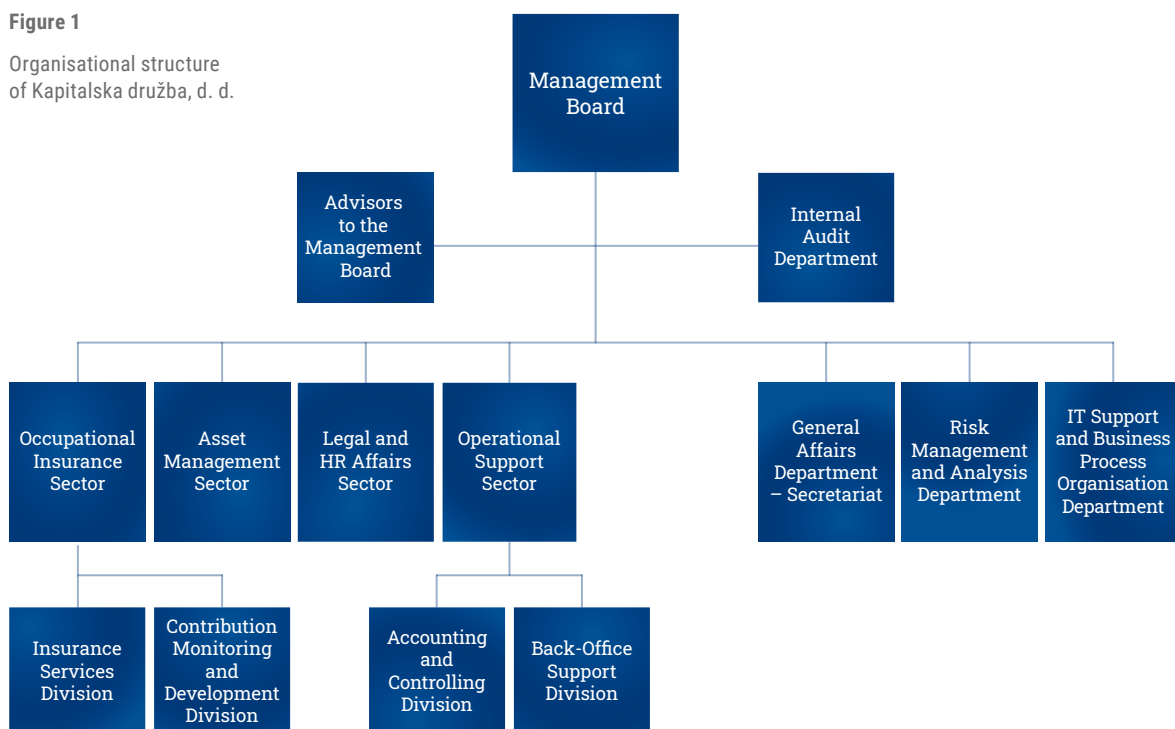 Figure 1
Organisational structure
of Kapitalska družba, d. d.
Management
Board
Advisors
to the
Management
Board
Internal
Audit
Department
Occupational
Insurance
Sector
Asset
Management
Sector
Legal and
HR Affairs
Sector
Operational
Support
Sector
General
Affairs
Department
– Secretariat
Risk
Management
and Analysis
Department
IT Support
and Business
Process
Organisation
Department
Insurance
Services
Division
Contribution
Monitoring
and
Development
Division
Accounting
and
Controlling
Division
Back-Office
Support
Division